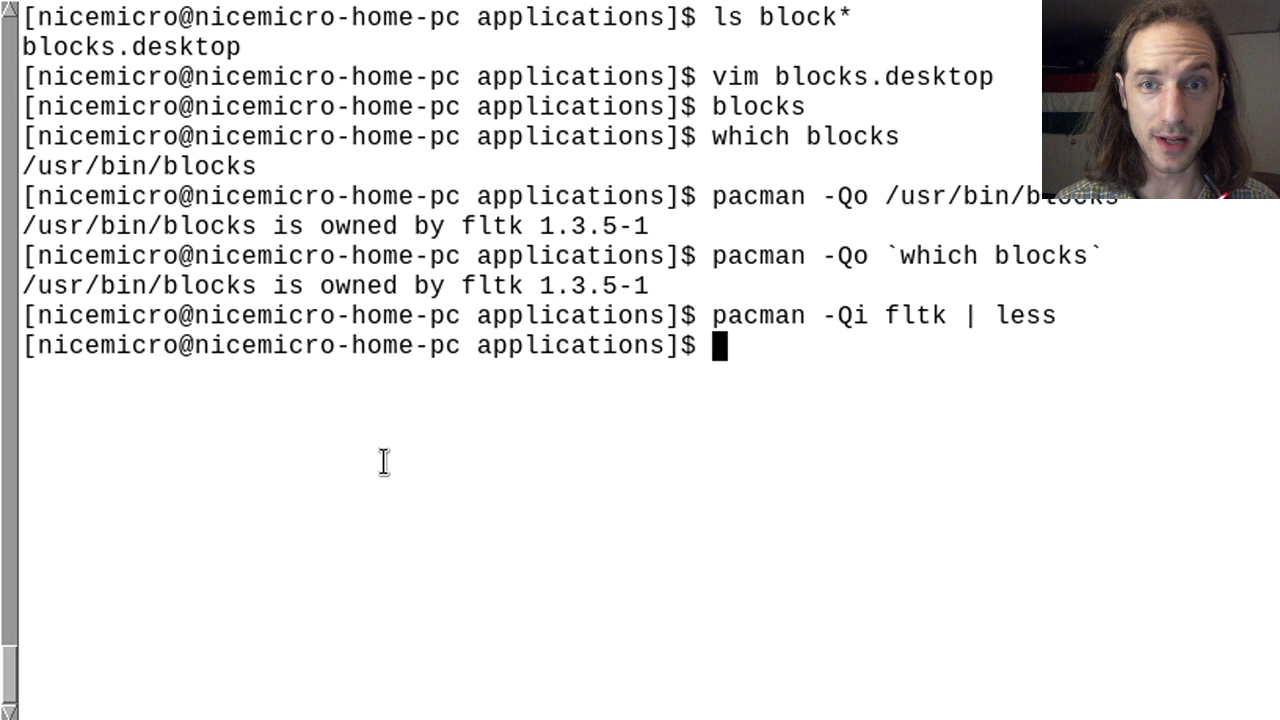 [nicemicro@nicemicro-home-pc applications]$ ls block*
blocks.desktop
[nicemicro@nicemicro-home-pc applications]$ vim blocks.desktop
[nicemicro@nicemicro-home-pc applications]$ blocks
[nicemicro@nicemicro-home-pc applications]$ which blocks
/usr/bin/blocks
[nicemicro@nicemicro-home-pc applications]$ pacman -Qo /usr/bin/blocks
/usr/bin/blocks is owned by fltk 1.3.5-1
[nicemicro@nicemicro-home-pc applications]$ pacman -Qo `which blocks`
/usr/bin/blocks is owned by fltk 1.3.5-1
[nicemicro@nicemicro-home-pc applications]$ pacman -Qi fltk | less
[nicemicro@nicemicro-home-pc applications]$